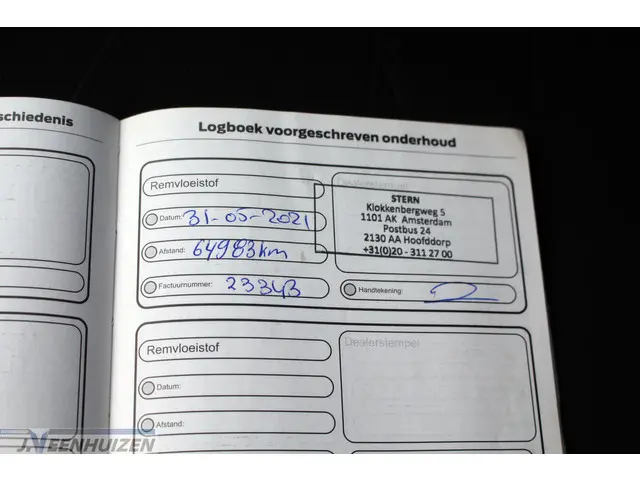 schiedenis
Logboek voorgeschreven onderhoud
Remvloeistof
Dealerstempel
Datum: 31-05-2021
Afstand: 64983km
Factuurnummer: 23343
STERN
Klokkenbergweg 5
1101 AK Amsterdam
Postbus 24
2130 AA Hoofddorp
+31(0)20 - 311 27 00
Handtekening:
Remvloeistof
Dealerstempel
Datum:
Afstand:
J.VEENHUIZEN